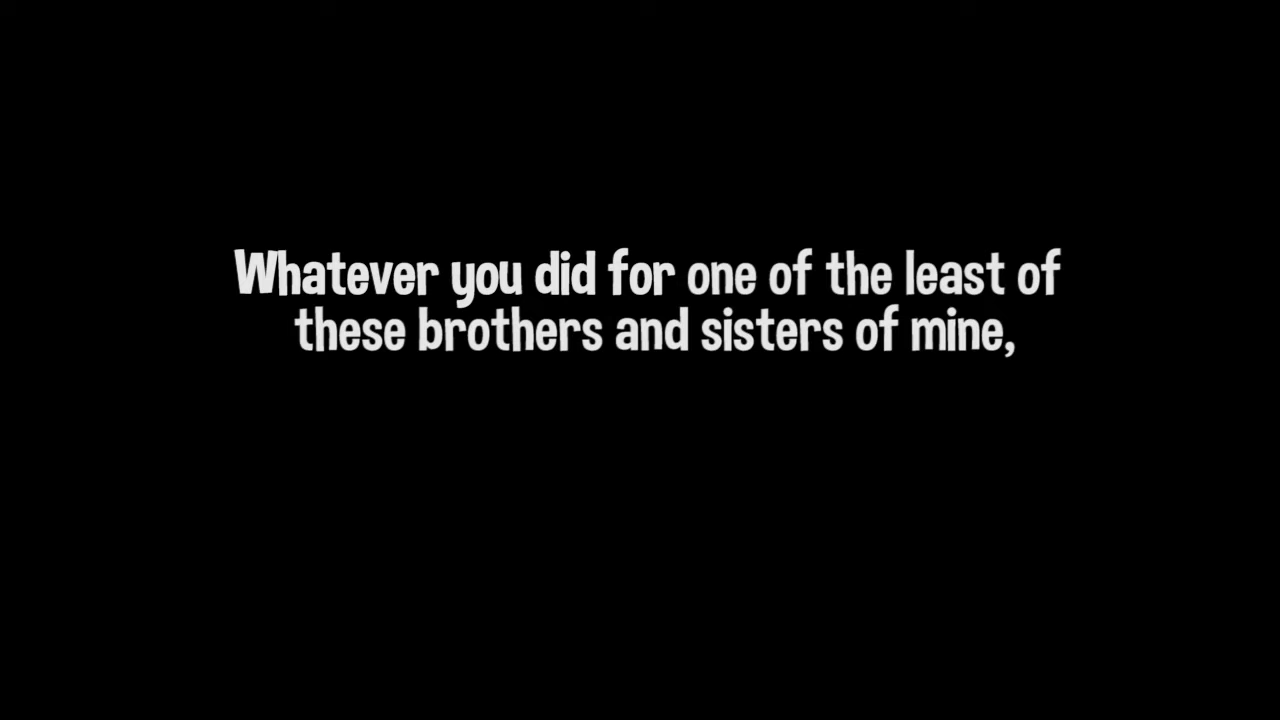 Whatever you did for one of the least of
these brothers and sisters of mine,